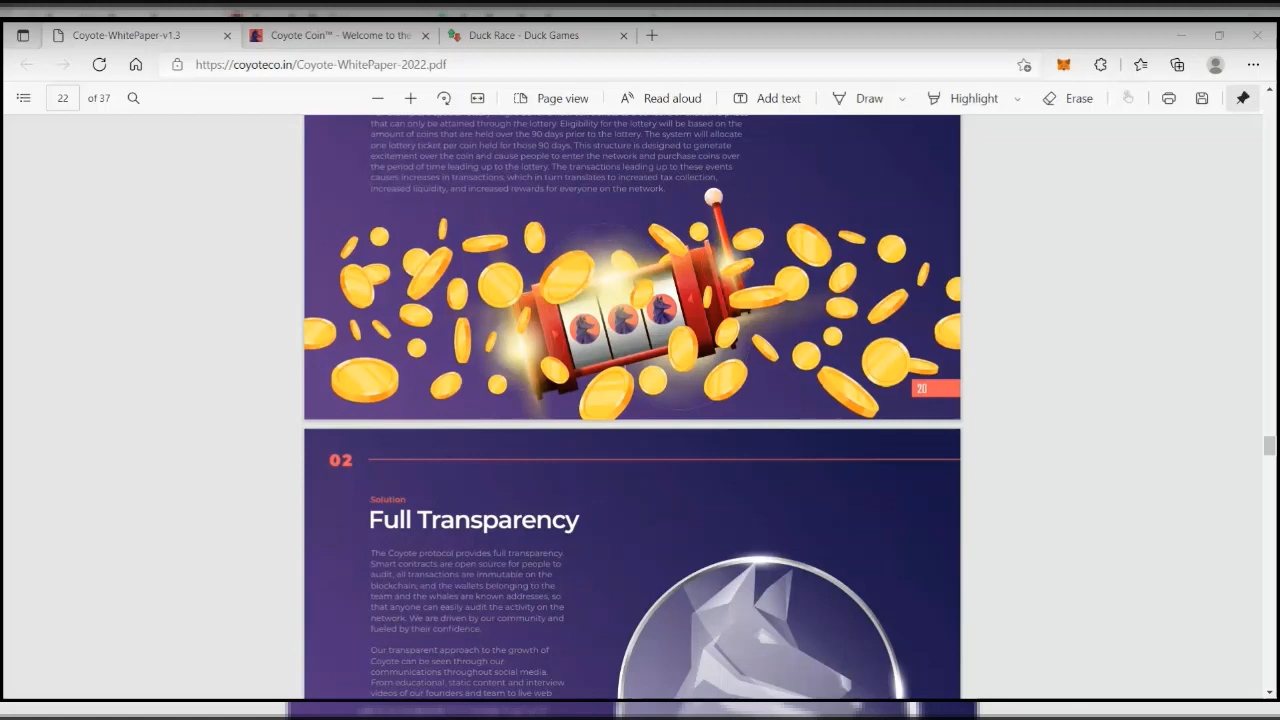 Coyote-WhitePaper-v1.3
Coyote Coin™ - Welcome to the
Duck Race - Duck Games
https://coyoteco.in/Coyote-WhitePaper-2022.pdf
22 of 37
Page view
Read aloud
Add text
Draw
Highlight
Erase
that can only be attained through the lottery. Eligibility for the lottery will be based on the
amount of coins that are held over the 90 days prior to the lottery. The system will allocate
one lottery ticket per coin held for those 90 days. This structure is designed to generate
excitement over the coin and cause people to enter the network and purchase coins over
the period of time leading up to the lottery. The transactions leading up to these events
causes increases in transactions, which in turn translates to increased tax collection,
increased liquidity, and increased rewards for everyone on the network.
20
02
Solution
Full Transparency
The Coyote protocol provides full transparency.
Smart contracts are open source for people to
audit, all transactions are immutable on the
blockchain, and the wallets belonging to the
team and the whales are known addresses, so
that anyone can easily audit the activity on the
network. We are driven by our community and
fueled by their confidence.
Our transparent approach to the growth of
Coyote can be seen through our
communications throughout social media.
From educational, static content and interview
videos of our founders and team to live web